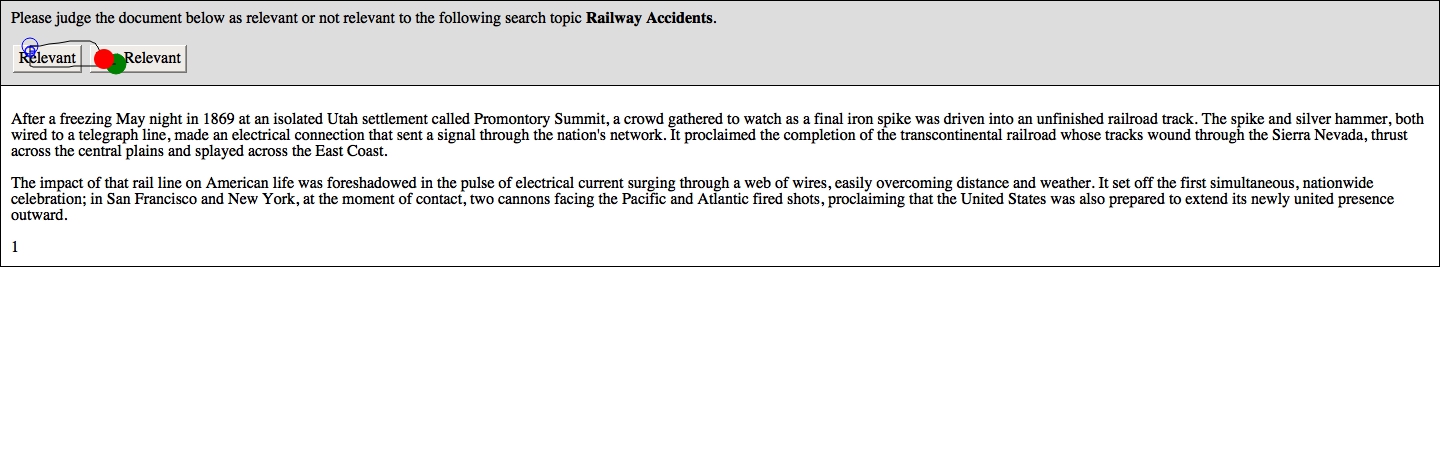 Please judge the document below as relevant or not relevant to the following search topic Railway Accidents.
Relevant Relevant
After a freezing May night in 1869 at an isolated Utah settlement called Promontory Summit, a crowd gathered to watch as a final iron spike was driven into an unfinished railroad track. The spike and silver hammer, both
wired to a telegraph line, made an electrical connection that sent a signal through the nation's network. It proclaimed the completion of the transcontinental railroad whose tracks wound through the Sierra Nevada, thrust
across the central plains and splayed across the East Coast.
The impact of that rail line on American life was foreshadowed in the pulse of electrical current surging through a web of wires, easily overcoming distance and weather. It set off the first simultaneous, nationwide
celebration; in San Francisco and New York, at the moment of contact, two cannons facing the Pacific and Atlantic fired shots, proclaiming that the United States was also prepared to extend its newly united presence
outward.
1